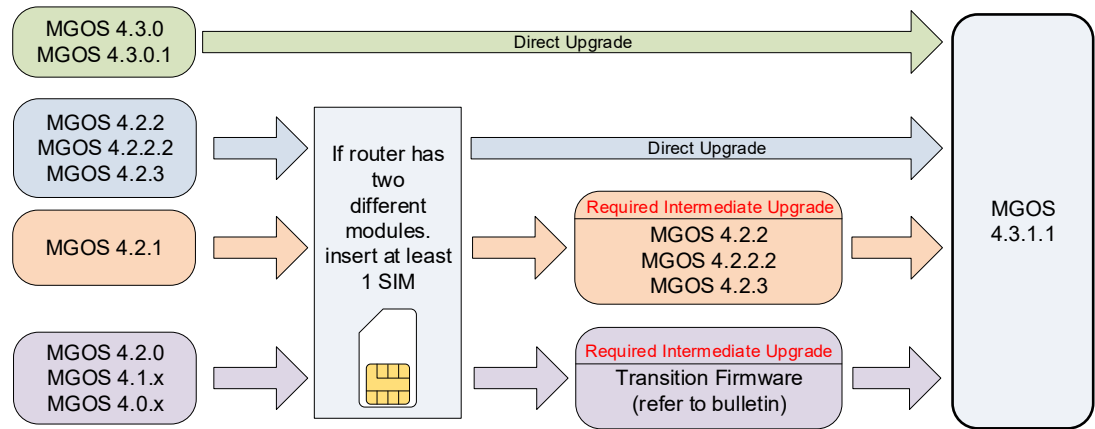 MGOS 4.3.0
MGOS 4.3.0.1
Direct Upgrade
MGOS 4.2.2
MGOS 4.2.2.2
MGOS 4.2.3
If router has
two
different
modules.
insert at least
1 SIM
Direct Upgrade
MGOS 4.2.1
Required Intermediate Upgrade
MGOS 4.2.2
MGOS 4.2.2.2
MGOS 4.2.3
MGOS
4.3.1.1
MGOS 4.2.0
MGOS 4.1.x
MGOS 4.0.x
Required Intermediate Upgrade
Transition Firmware
(refer to bulletin)